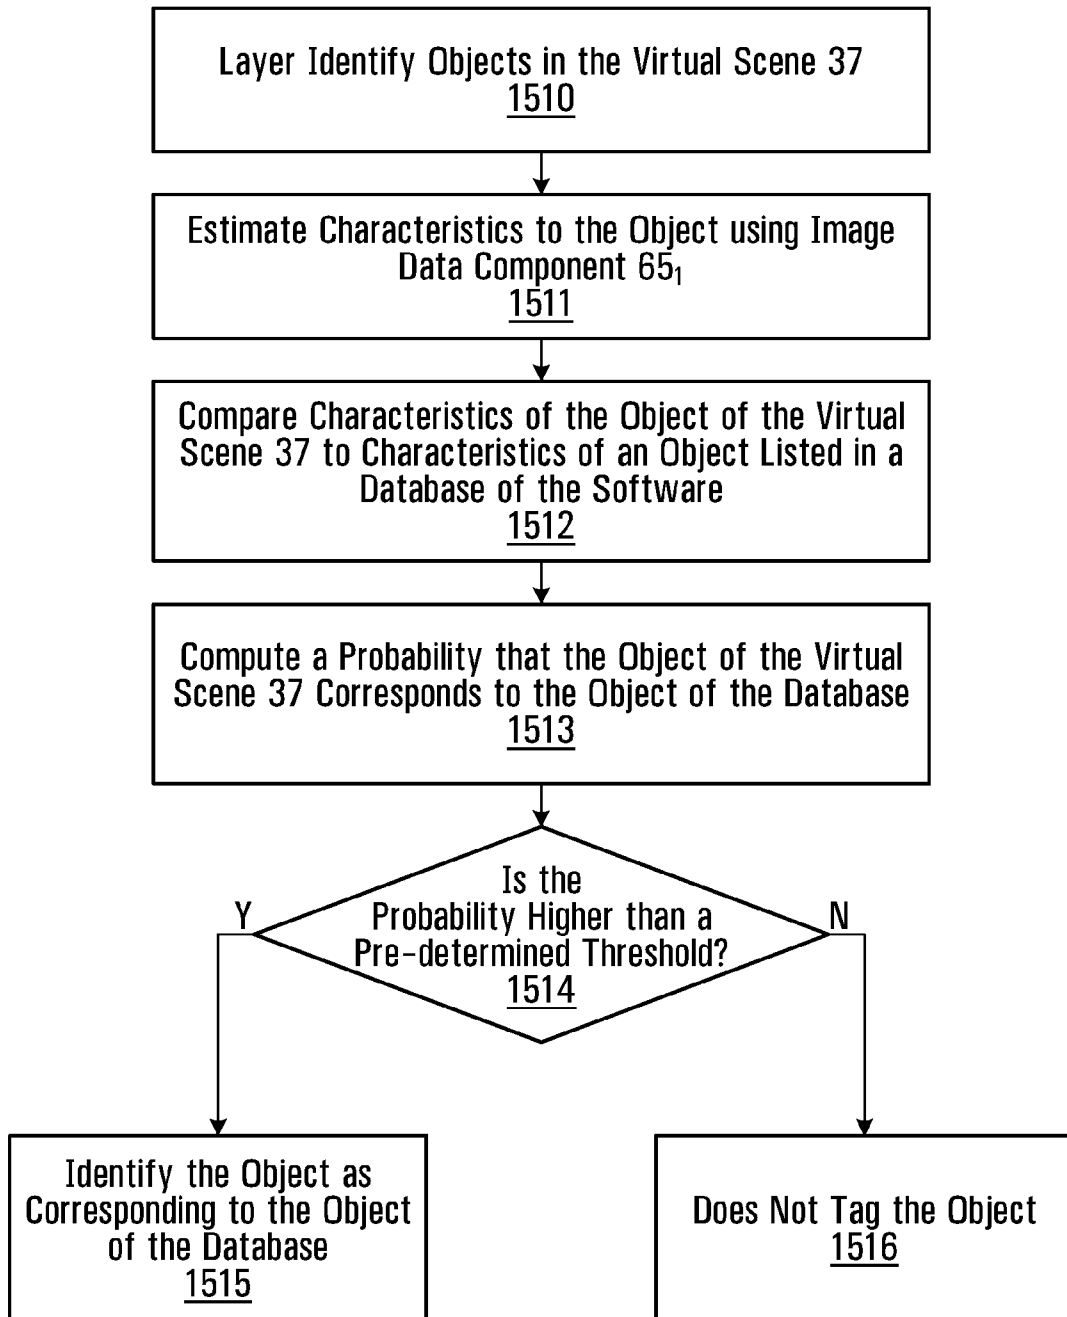 Layer Identify Objects in the Virtual Scene 37
1510
Estimate Characteristics to the Object using Image
Data Component 65₁
1511
Compare Characteristics of the Object of the Virtual
Scene 37 to Characteristics of an Object Listed in a
Database of the Software
1512
Compute a Probability that the Object of the Virtual
Scene 37 Corresponds to the Object of the Database
1513
Is the
Probability Higher than a
Pre-determined Threshold?
1514
Y
N
Identify the Object as
Corresponding to the Object
of the Database
1515
Does Not Tag the Object
1516